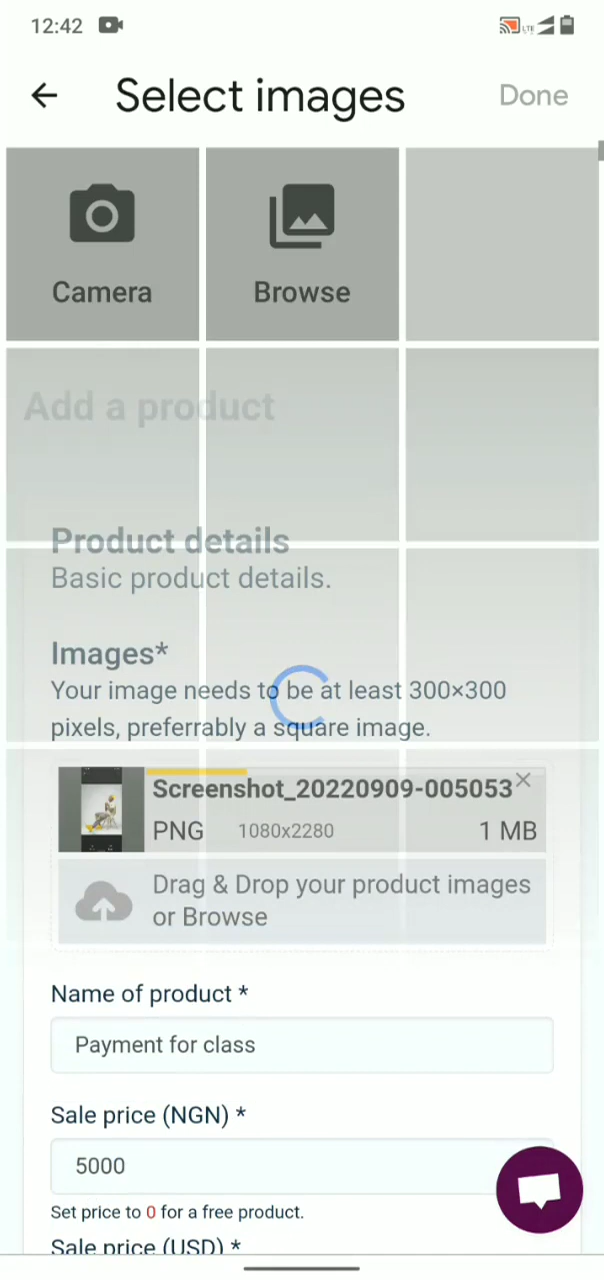 12:42
LTE
Select images
Done
Camera
Browse
Add a product
Product details
Basic product details.
Images*
Your image needs to be at least 300×300
pixels, preferrably a square image.
Screenshot_20220909-005053
PNG 1080x2280 1 MB
Drag & Drop your product images
or Browse
Name of product *
Payment for class
Sale price (NGN) *
5000
Set price to 0 for a free product.
Sale price (USD) *